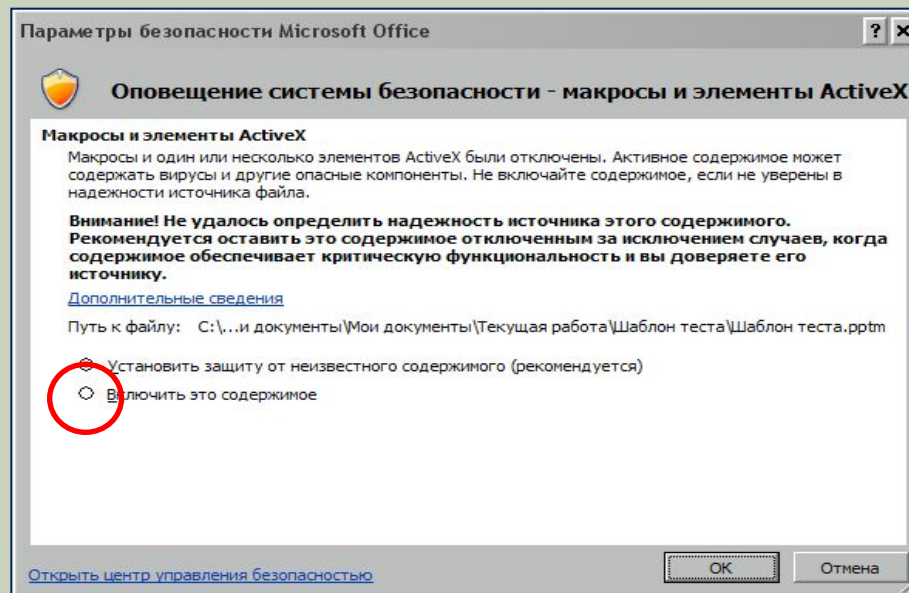 Параметры безопасности Microsoft Office
Оповещение системы безопасности - макросы и элементы ActiveX
Макросы и элементы ActiveX
Макросы и один или несколько элементов ActiveX были отключены. Активное содержимое может
содержать вирусы и другие опасные компоненты. Не включайте содержимое, если не уверены в
надежности источника файла.
Внимание! Не удалось определить надежность источника этого содержимого.
Рекомендуется оставить это содержимое отключенным за исключением случаев, когда
содержимое обеспечивает критическую функциональность и вы доверяете его
источнику.
Дополнительные сведения
Путь к файлу: C:\...и документы\Мои документы\Текущая работа\Шаблон теста\Шаблон теста.pptm
Установить защиту от неизвестного содержимого (рекомендуется)
Включить это содержимое
Открыть центр управления безопасностью
ОК
Отмена